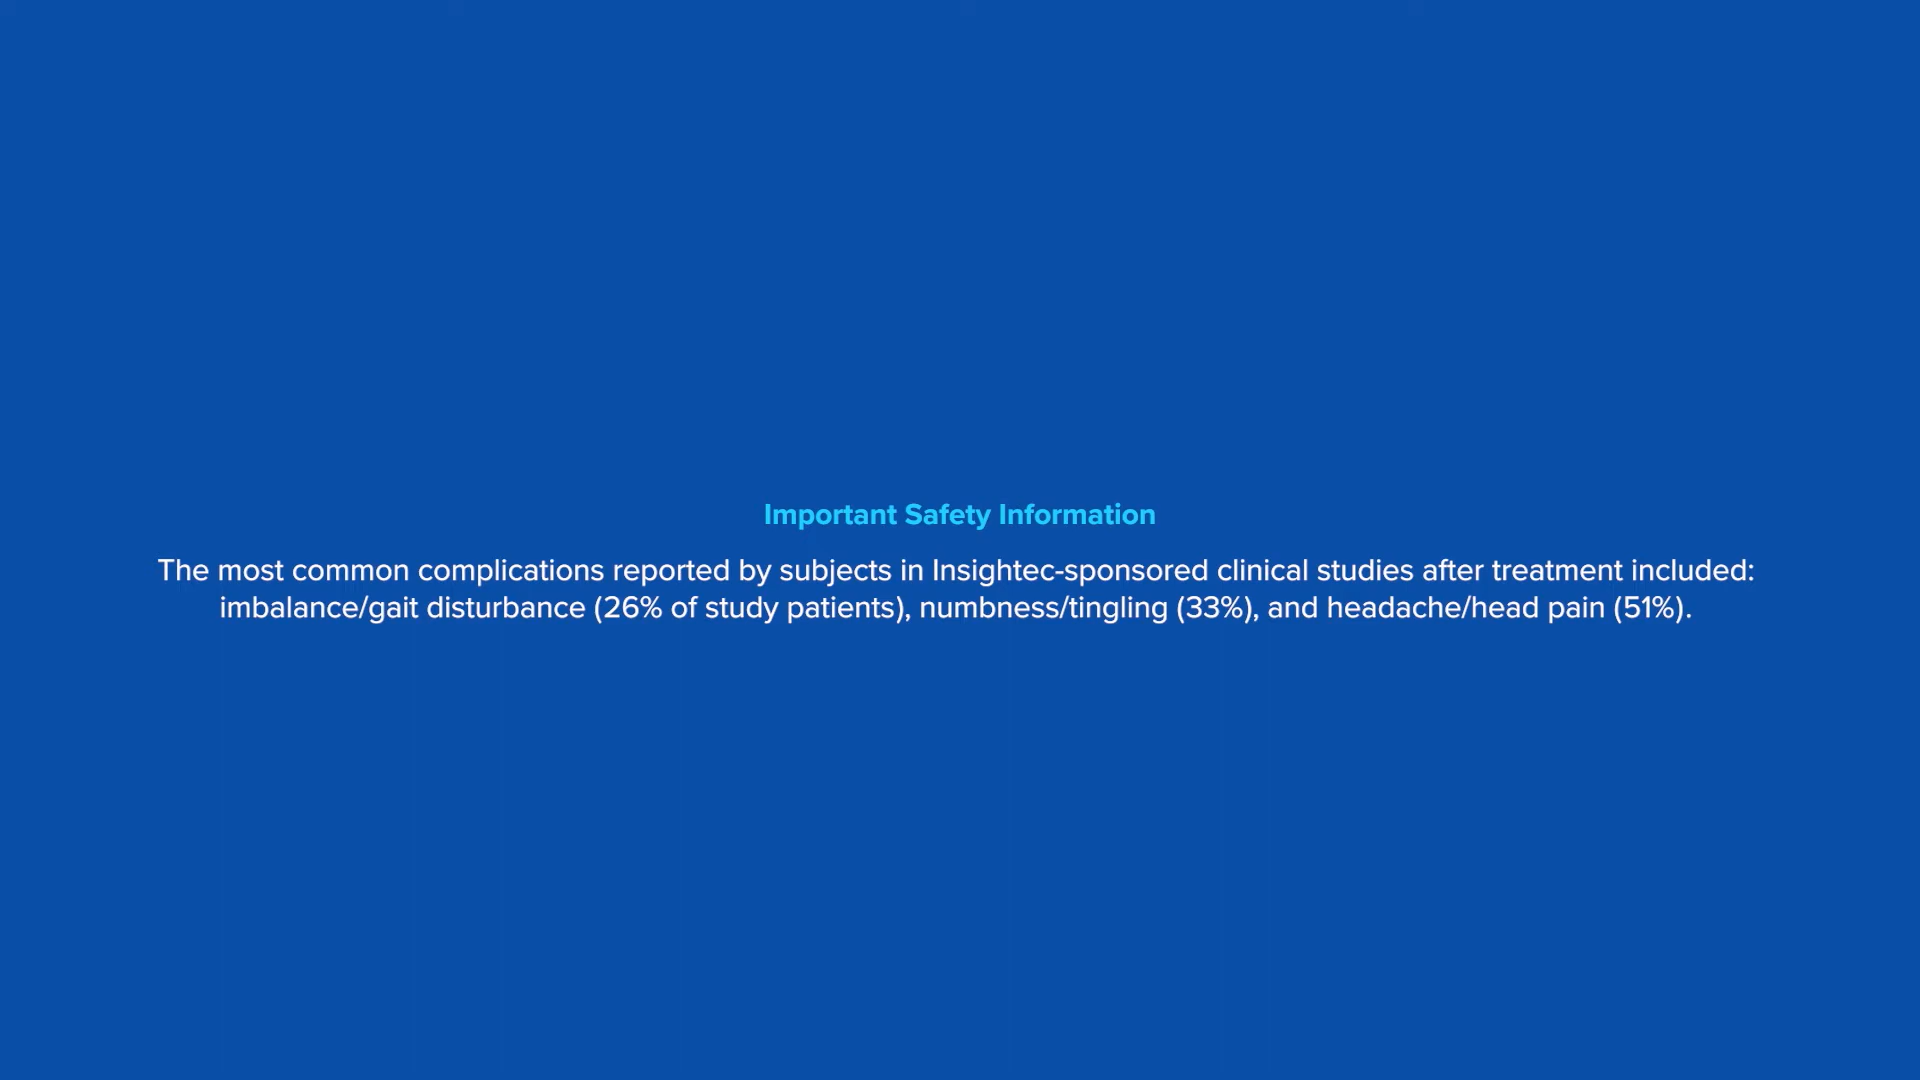 Important Safety Information
The most common complications reported by subjects in Insightec-sponsored clinical studies after treatment included:
imbalance/gait disturbance (26% of study patients), numbness/tingling (33%), and headache/head pain (51%).